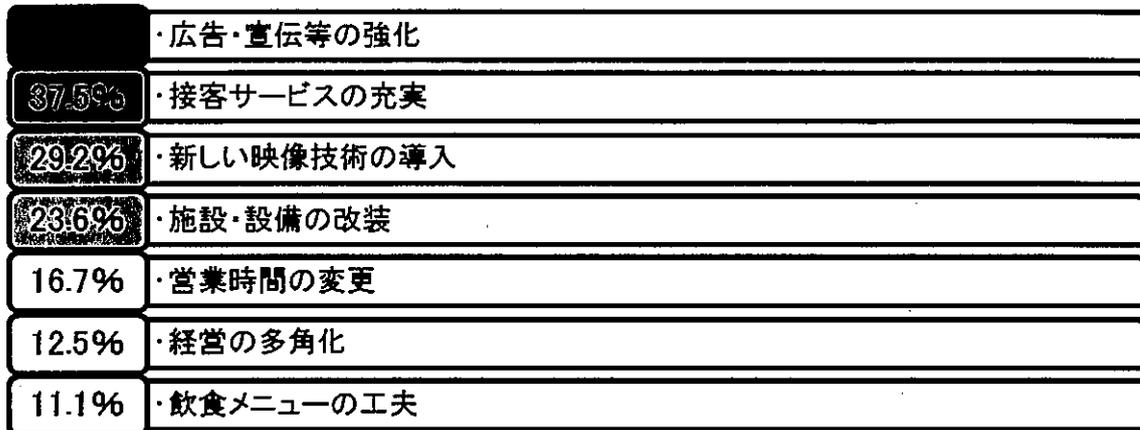 ・広告・宣伝等の強化
37.5% ・接客サービスの充実
29.2% ・新しい映像技術の導入
23.6% ・施設・設備の改装
16.7% ・営業時間の変更
12.5% ・経営の多角化
11.1% ・飲食メニューの工夫